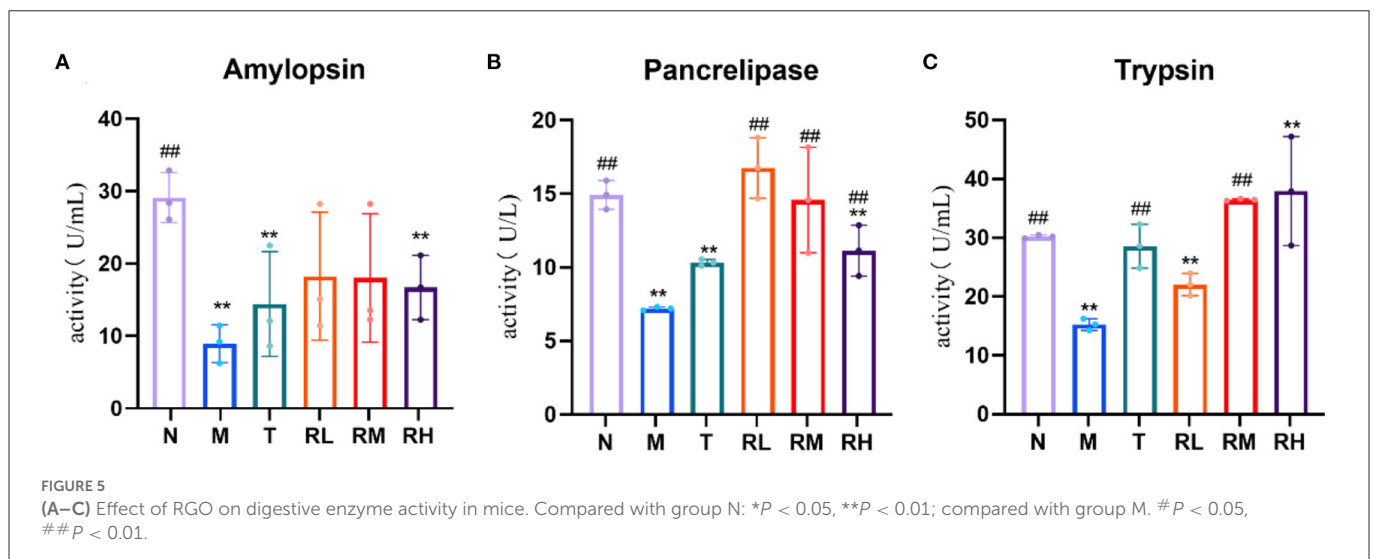 A Amylopsin
activity ( U/mL)
40
30
20
10
0
##
**
**
**
N M T RL RM RH
B Pancrelipase
activity ( U/L)
20
15
10
5
0
##
**
**
##
##
##
**
N M T RL RM RH
C Trypsin
activity ( U/mL)
50
40
30
20
10
0
##
**
##
**
##
**
N M T RL RM RH
FIGURE 5
(A–C) Effect of RGO on digestive enzyme activity in mice. Compared with group N: *P < 0.05, **P < 0.01; compared with group M. #P < 0.05,
##P < 0.01.